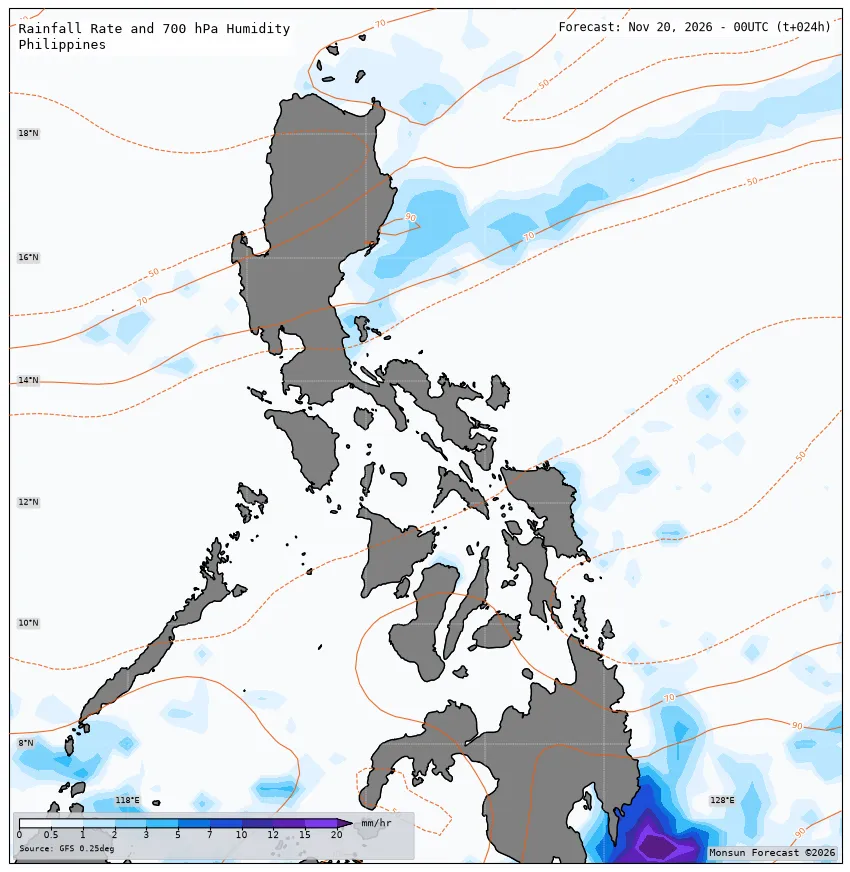 Rainfall Rate and 700 hPa Humidity
Philippines
Forecast: Nov 20, 2026 - 00UTC (t+024h)
70
50
18°N
50
90
70
16°N
50
70
14°N
50
50
12°N
10°N
70
90
8°N
118°E
128°E
90
0 0.5 1 2 3 5 7 10 12 15 20 mm/hr
Source: GFS 0.25deg
Monsun Forecast ©2026